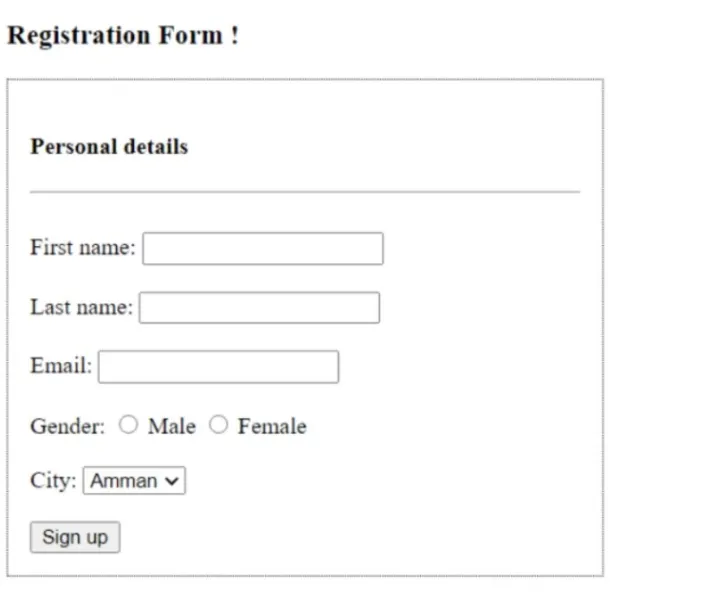 Registration Form !
Personal details
First name:
Last name:
Email:
Gender: Male Female
City: Amman
Sign up